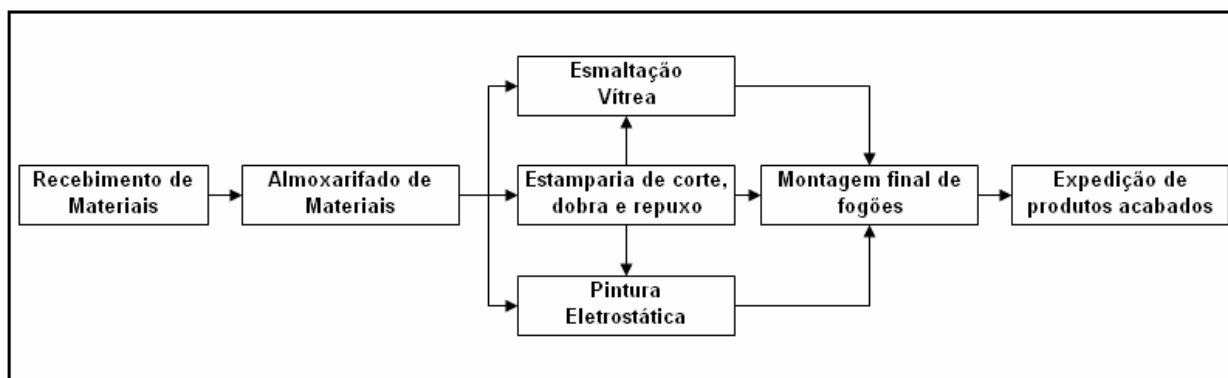 Esmaltação
Vítrea
Recebimento de
Materiais
Almoxarifado de
Materiais
Estamparia de corte,
dobra e repuxo
Montagem final de
fogões
Expedição de
produtos acabados
Pintura
Eletrostática